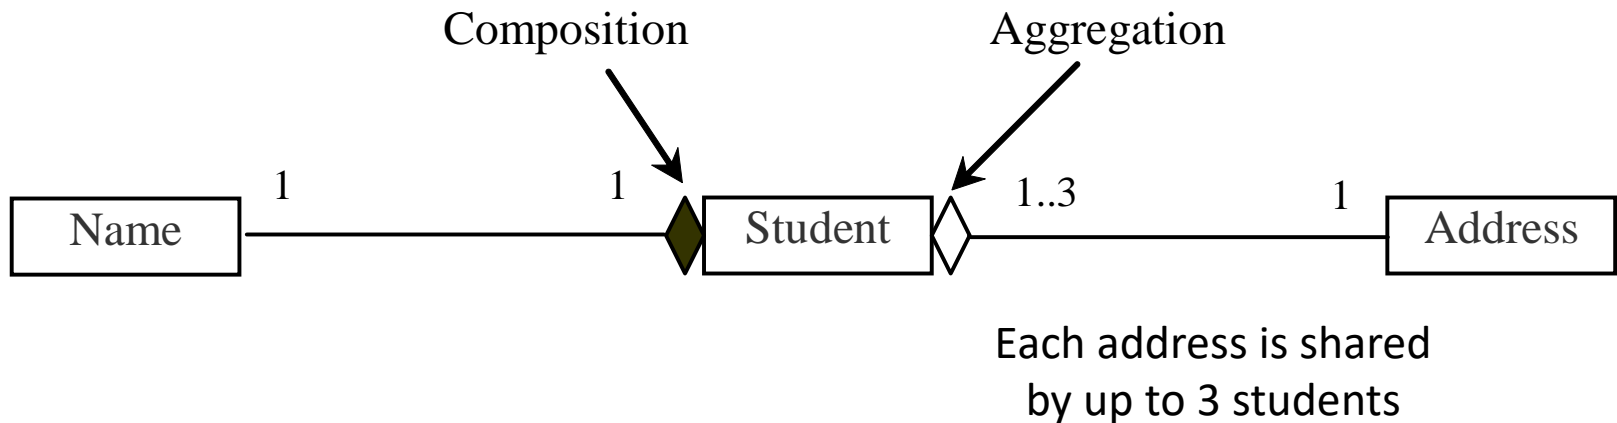 Composition
Aggregation
1
1
1..3
1
Name
Student
Address
Each address is shared
by up to 3 students